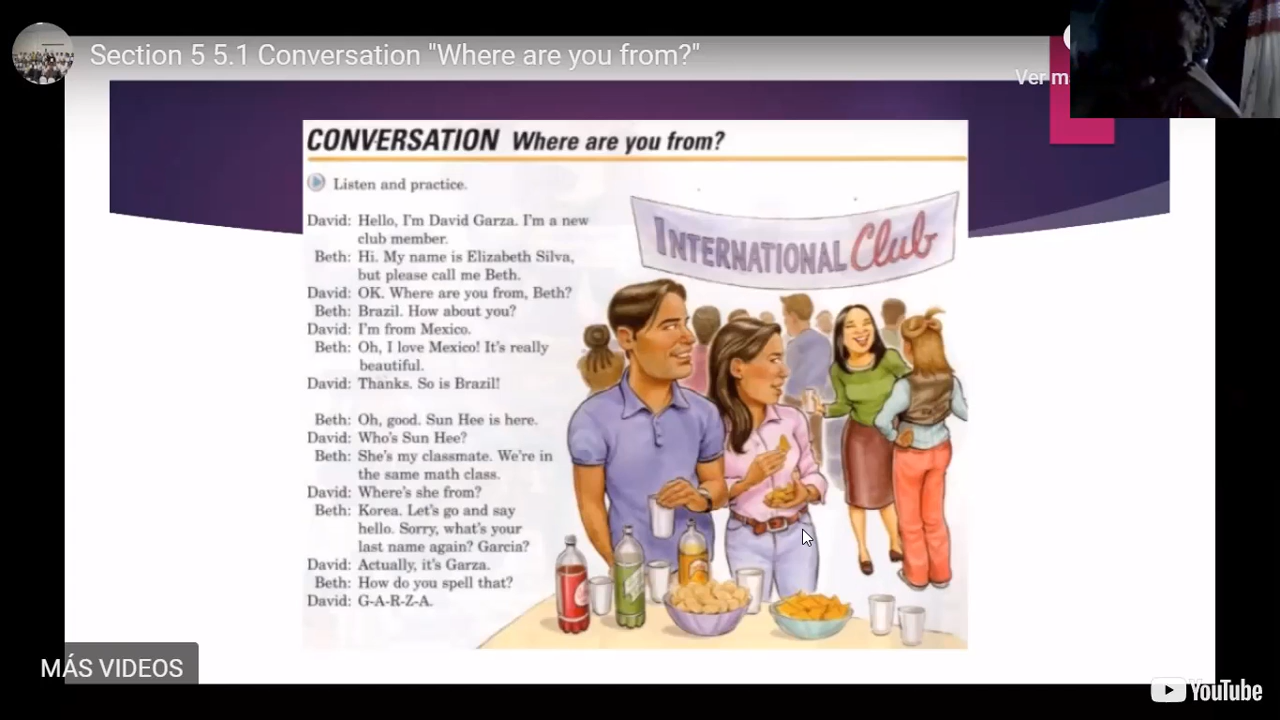 Section 5 5.1 Conversation "Where are you from?"
Ver m
CONVERSATION Where are you from?
Listen and practice.
INTERNATIONAL Club
David: Hello, I'm David Garza. I'm a new
club member.
Beth: Hi. My name is Elizabeth Silva,
but please call me Beth.
David: OK. Where are you from, Beth?
Beth: Brazil. How about you?
David: I'm from Mexico.
Beth: Oh, I love Mexico! It's really
beautiful.
David: Thanks. So is Brazil!
Beth: Oh, good. Sun Hee is here.
David: Who's Sun Hee?
Beth: She's my classmate. We're in
the same math class.
David: Where's she from?
Beth: Korea. Let's go and say
hello. Sorry, what's your
last name again? Garcia?
David: Actually, it's Garza.
Beth: How do you spell that?
David: G-A-R-Z-A.
MÁS VIDEOS
YouTube